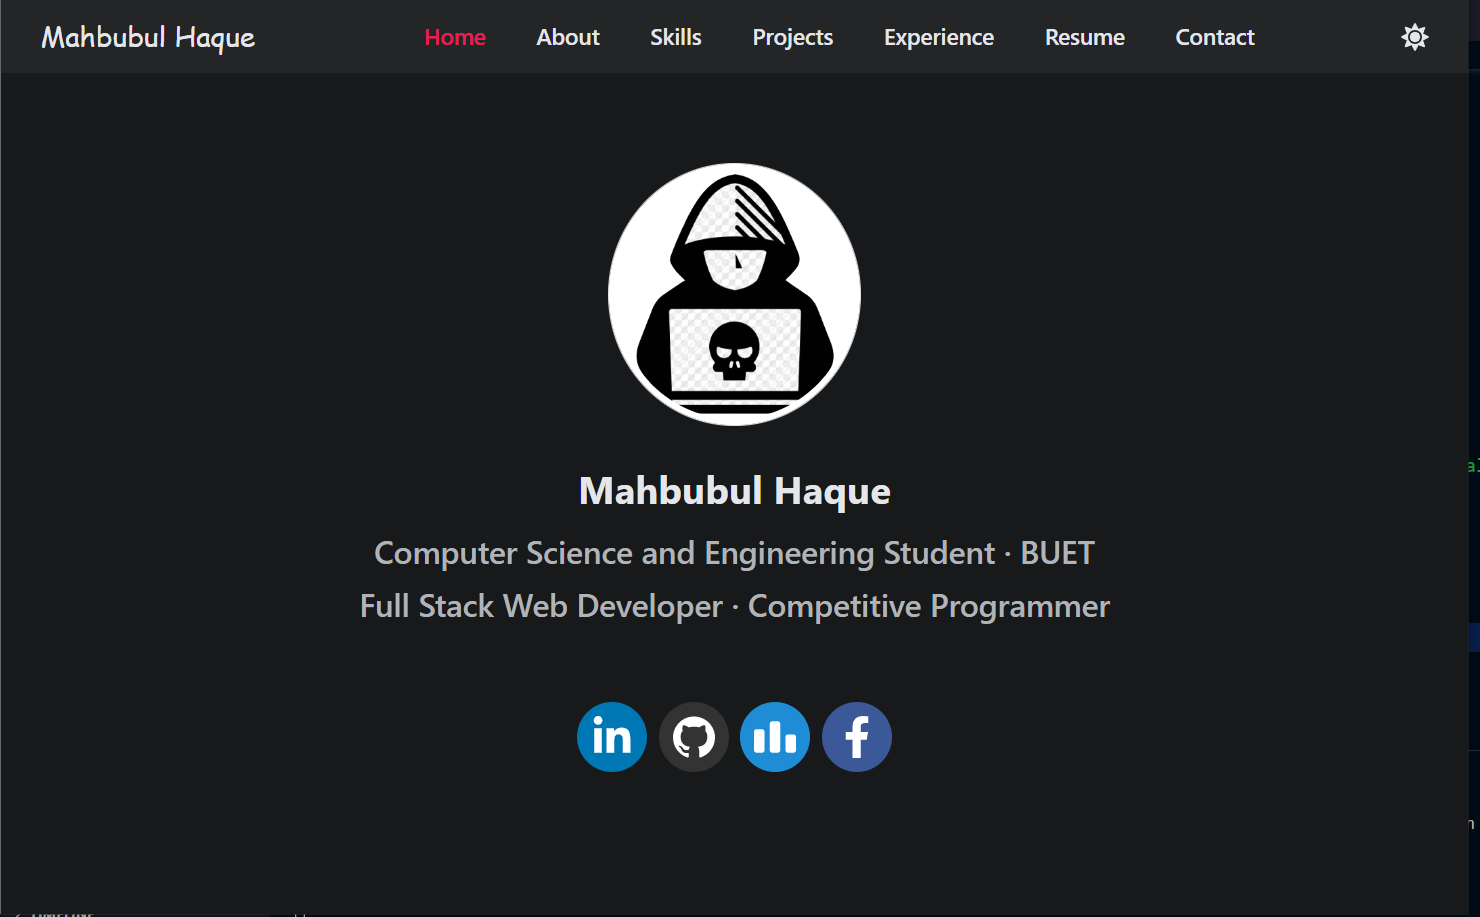 Mahbubul Haque
Home About Skills Projects Experience Resume Contact
Mahbubul Haque
Computer Science and Engineering Student · BUET
Full Stack Web Developer · Competitive Programmer
in
f